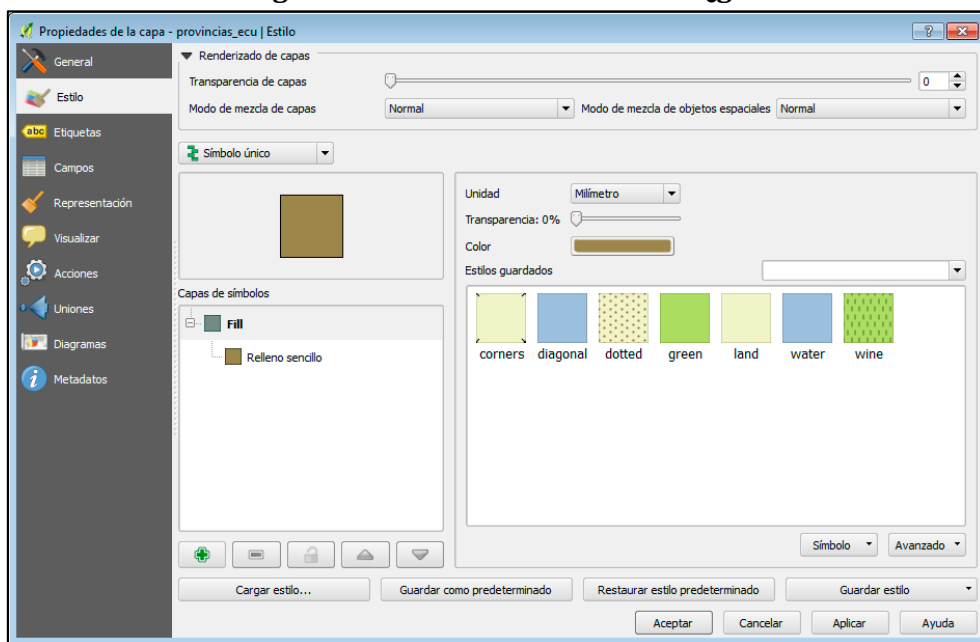 Propiedades de la capa - provincias_ecu | Estilo
General
Estilo
abc Etiquetas
Campos
Representación
Visualizar
Acciones
Uniones
Diagramas
Metadatos
Renderizado de capas
Transparencia de capas 0
Modo de mezcla de capas Normal Modo de mezcla de objetos espaciales Normal
Símbolo único
Capas de símbolos
Fill
Relleno sencillo
Unidad Milímetro
Transparencia: 0%
Color
Estilos guardados
corners diagonal dotted green land water wine
Símbolo Avanzado
Cargar estilo... Guardar como predeterminado Restaurar estilo predeterminado Guardar estilo
Aceptar Cancelar Aplicar Ayuda